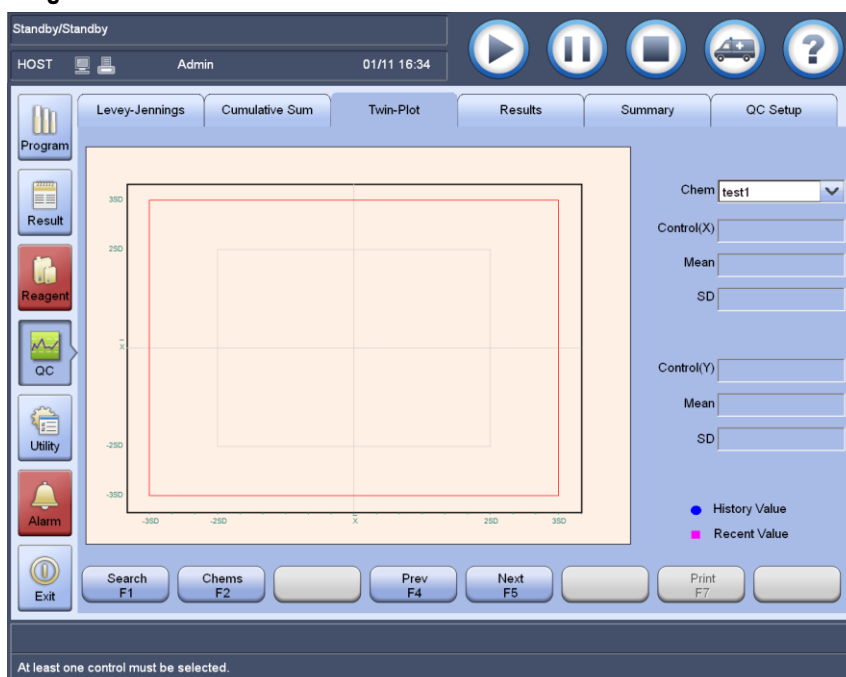 Standby/Standby
HOST Admin 01/11 16:34
?
Levey-Jennings Cumulative Sum Twin-Plot Results Summary QC Setup
Program
Result
Reagent
QC
Utility
Alarm
Exit
3SD
2SD
X̄
-2SD
-3SD
-3SD -2SD X̄ 2SD 3SD
Chem test1
Control(X)
Mean
SD
Control(Y)
Mean
SD
History Value
Recent Value
Search F1
Chems F2
Prev F4
Next F5
Print F7
At least one control must be selected.